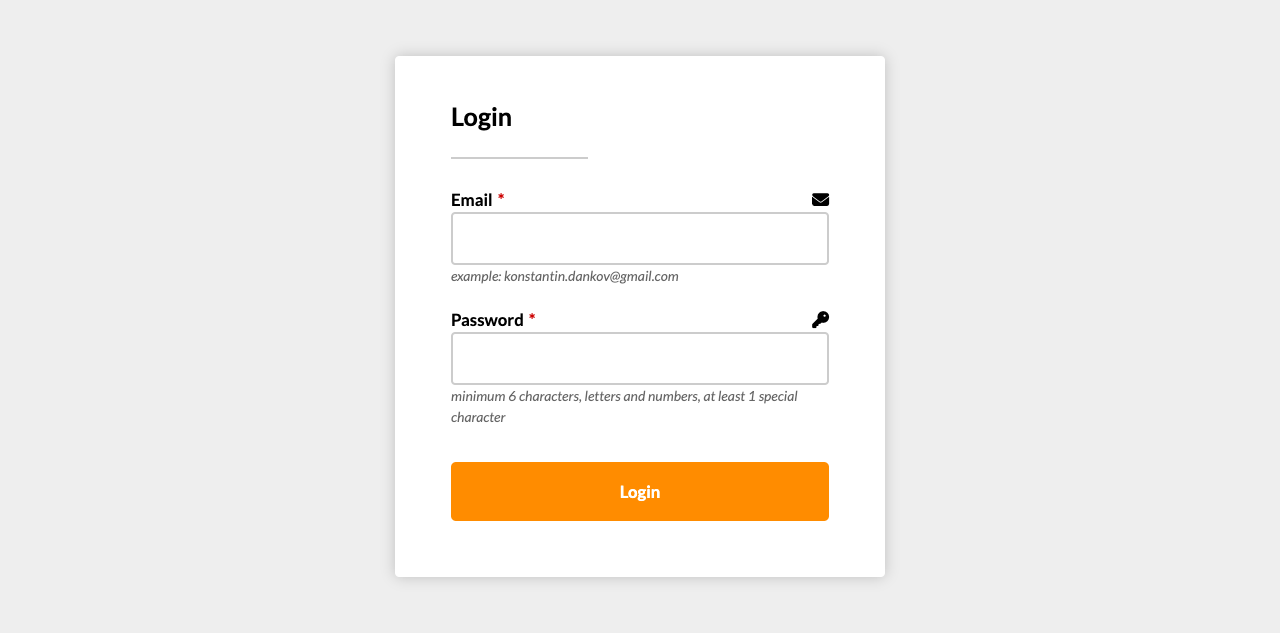 Login
Email *
example: konstantin.dankov@gmail.com
Password *
minimum 6 characters, letters and numbers, at least 1 special
character
Login